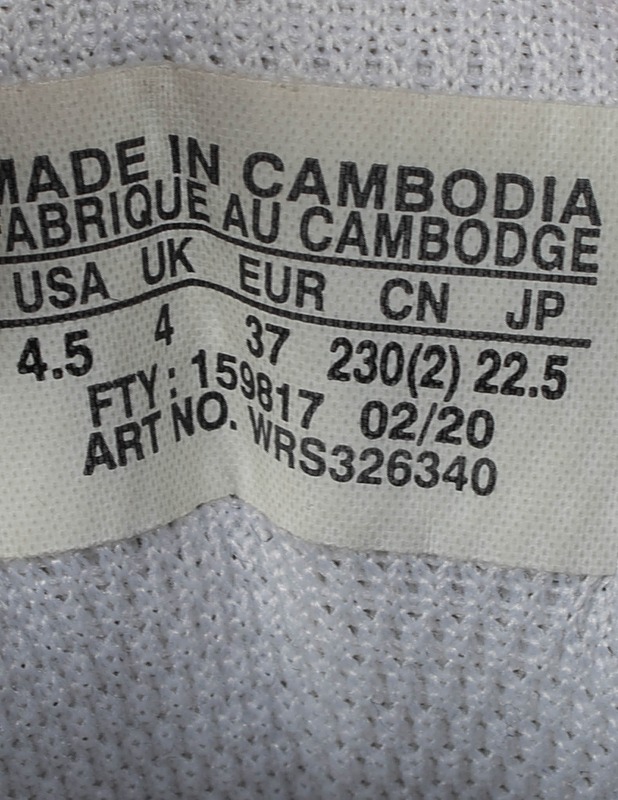 MADE IN CAMBODIA
FABRIQUE AU CAMBODGE
USA UK EUR CN JP
4.5 4 37 230(2) 22.5
FTY: 159817 02/20
ART NO. WRS326340